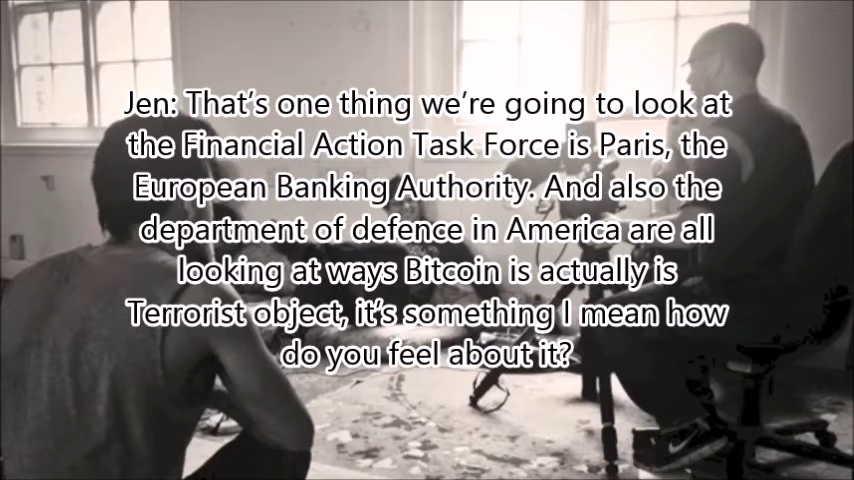 Jen: That’s one thing we’re going to look at
the Financial Action Task Force is Paris, the
European Banking Authority. And also the
department of defence in America are all
looking at ways Bitcoin is actually is
Terrorist object, it’s something I mean how
do you feel about it?